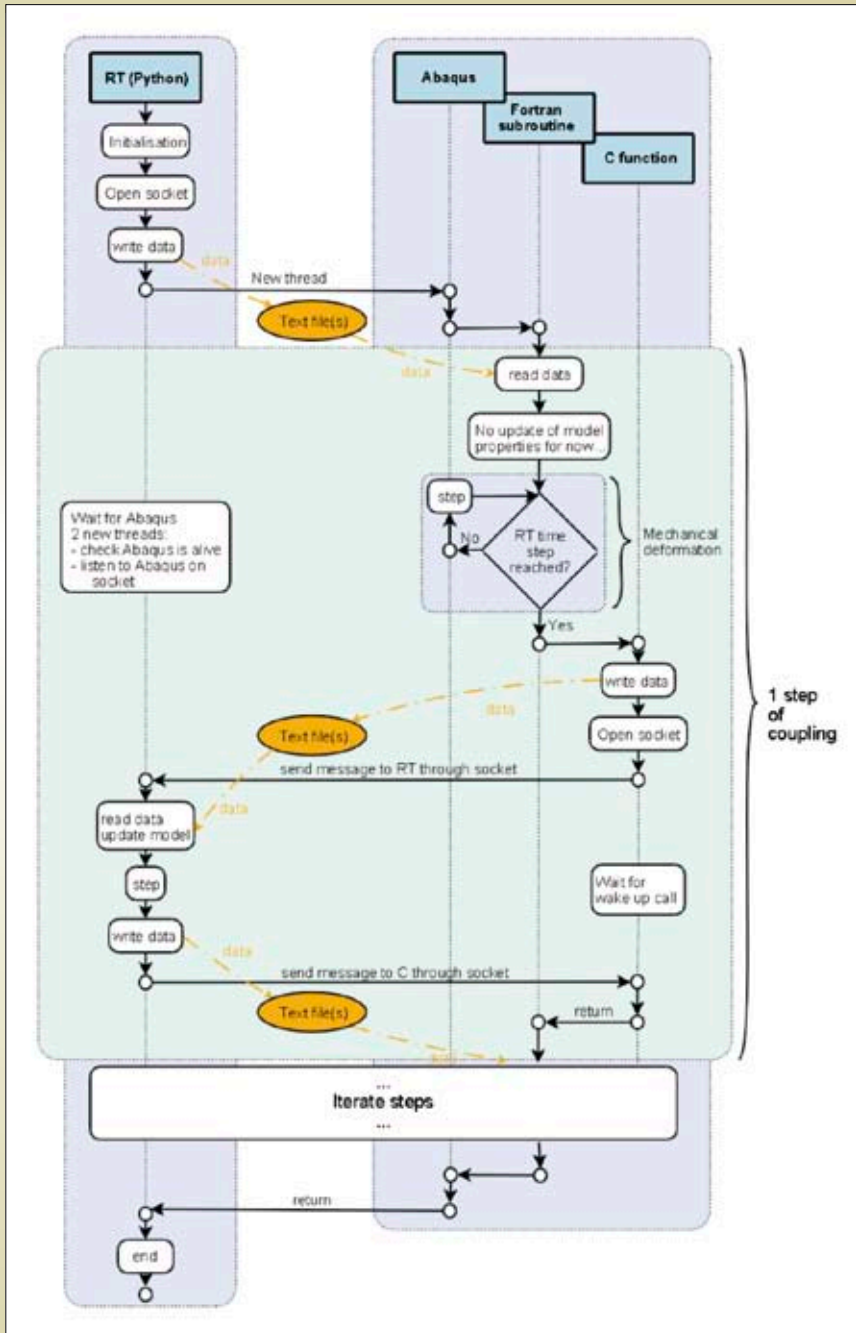 RT (Python)
Abaqus
Fortran
subroutine
C function
Initialisation
Open socket
write data
data
New thread
Text file(s)
data
read data
No update of model
properties for now ...
step
No
RT time
step
reached?
Mechanical
deformation
Wait for Abaqus
2 new threads:
- check Abaqus is alive
- listen to Abaqus on
socket
Yes
write data
data
1 step
of
coupling
Text file(s)
Open socket
send message to RT through socket
data
read data
update model
step
Wait for
wake up call
write data
data
send message to C through socket
Text file(s)
return
data
...
Iterate steps
...
return
end